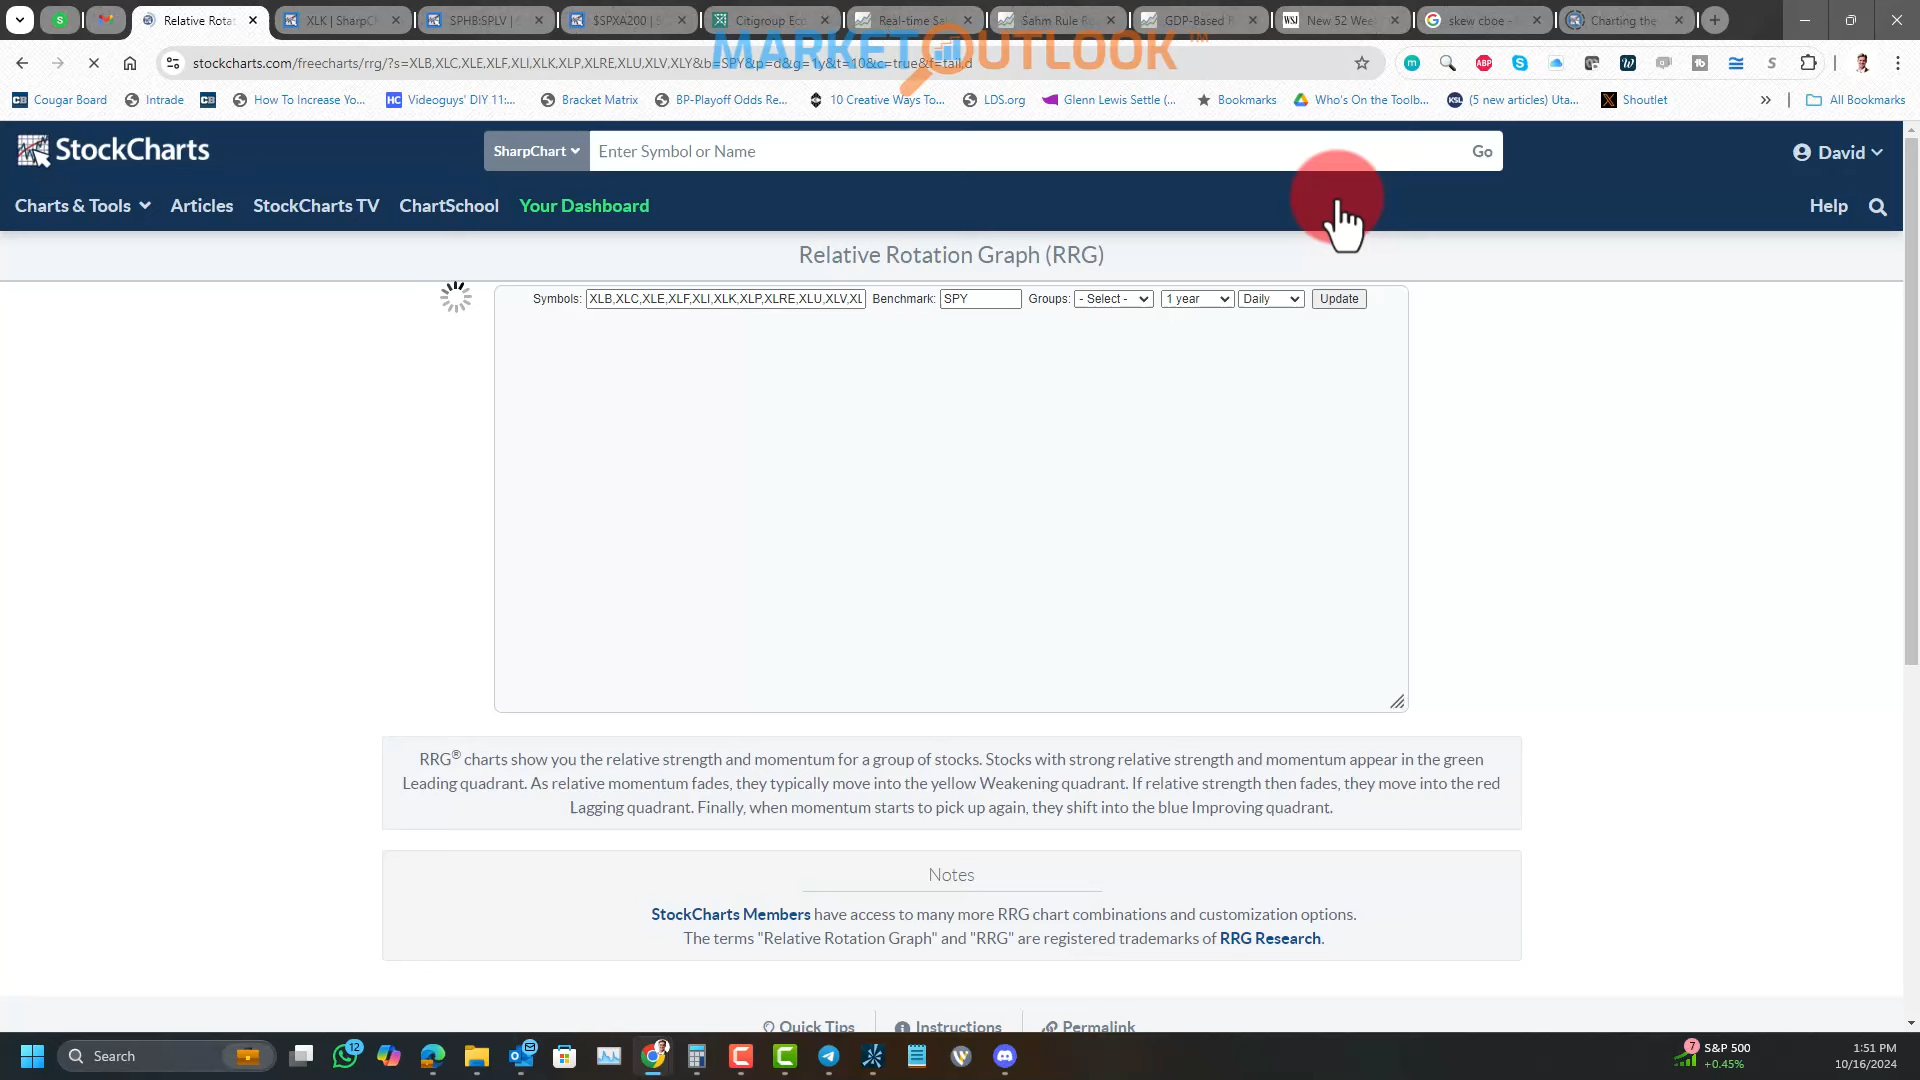 Relative Rotat
XLK | SharpCh
SPHB:SPLV |
$SPXA200 | S
Citigroup Eco
Real-time Sa
Sahm Rule Re
GDP-Based R
WSJ
New 52 Wee
skew cboe -
Charting the
MARKET OUTLOOK™
stockcharts.com/freecharts/rrg/?s=XLB,XLC,XLE,XLF,XLI,XLK,XLP,XLRE,XLU,XLV,XLY&b=SPY&p=d&g=1y&t=10&c=true&f=tail,d
ABP
Cougar Board
Intrade
CB
How To Increase Yo...
HC Videoguys' DIY 11:...
Bracket Matrix
BP-Playoff Odds Re...
10 Creative Ways To...
LDS.org
Glenn Lewis Settle (...
Bookmarks
Who's On the Toolb...
KSL (5 new articles) Uta...
Shoutlet
»
All Bookmarks
StockCharts
SharpChart
Enter Symbol or Name
Go
David
Charts & Tools
Articles
StockCharts TV
ChartSchool
Your Dashboard
Help
Relative Rotation Graph (RRG)
Symbols: XLB,XLC,XLE,XLF,XLI,XLK,XLP,XLRE,XLU,XLV,XL Benchmark: SPY Groups: - Select - 1 year Daily Update
RRG® charts show you the relative strength and momentum for a group of stocks. Stocks with strong relative strength and momentum appear in the green
Leading quadrant. As relative momentum fades, they typically move into the yellow Weakening quadrant. If relative strength then fades, they move into the red
Lagging quadrant. Finally, when momentum starts to pick up again, they shift into the blue Improving quadrant.
Notes
StockCharts Members have access to many more RRG chart combinations and customization options.
The terms "Relative Rotation Graph" and "RRG" are registered trademarks of RRG Research.
Quick Tips
Instructions
Permalink
Search
12
7
S&P 500
+0.45%
1:51 PM
10/16/2024